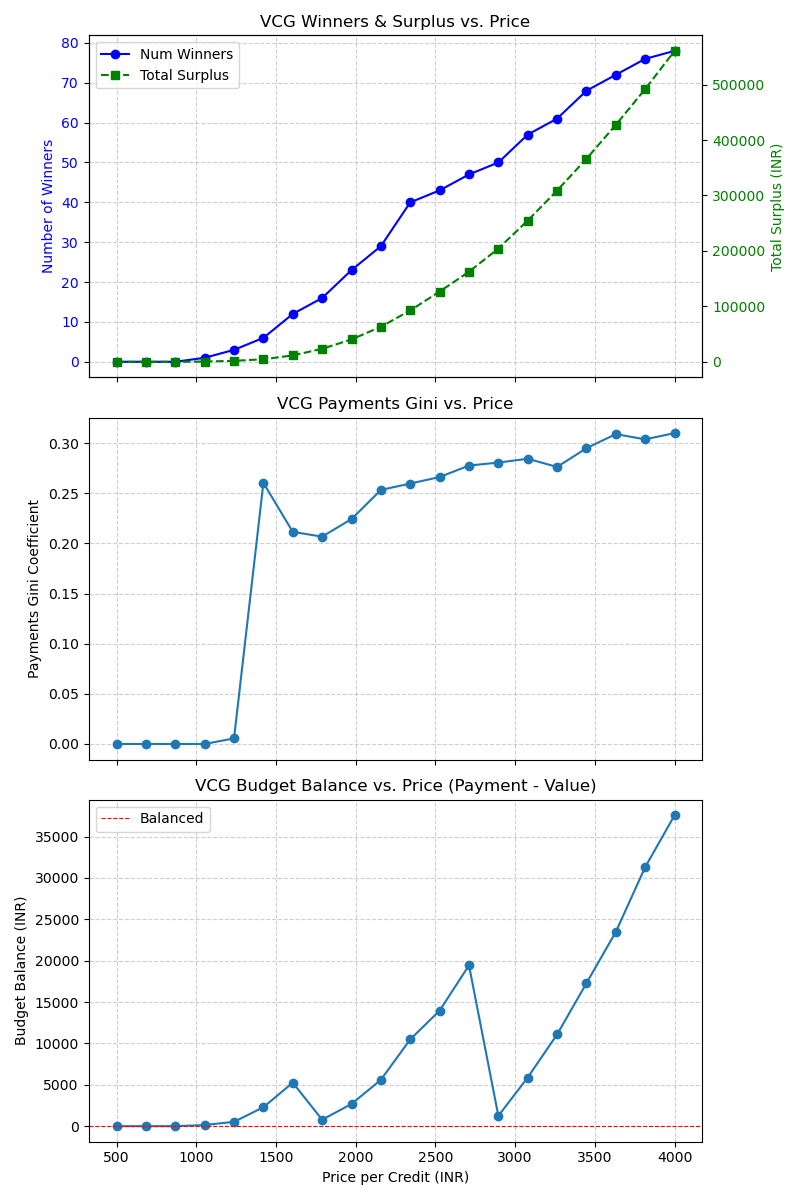 VCG Winners & Surplus vs. Price
Num Winners
Total Surplus
Number of Winners
80
70
60
50
40
30
20
10
0
500000
400000
300000
200000
100000
0
Total Surplus (INR)
VCG Payments Gini vs. Price
Payments Gini Coefficient
0.30
0.25
0.20
0.15
0.10
0.05
0.00
VCG Budget Balance vs. Price (Payment - Value)
Balanced
Budget Balance (INR)
35000
30000
25000
20000
15000
10000
5000
0
500 1000 1500 2000 2500 3000 3500 4000
Price per Credit (INR)